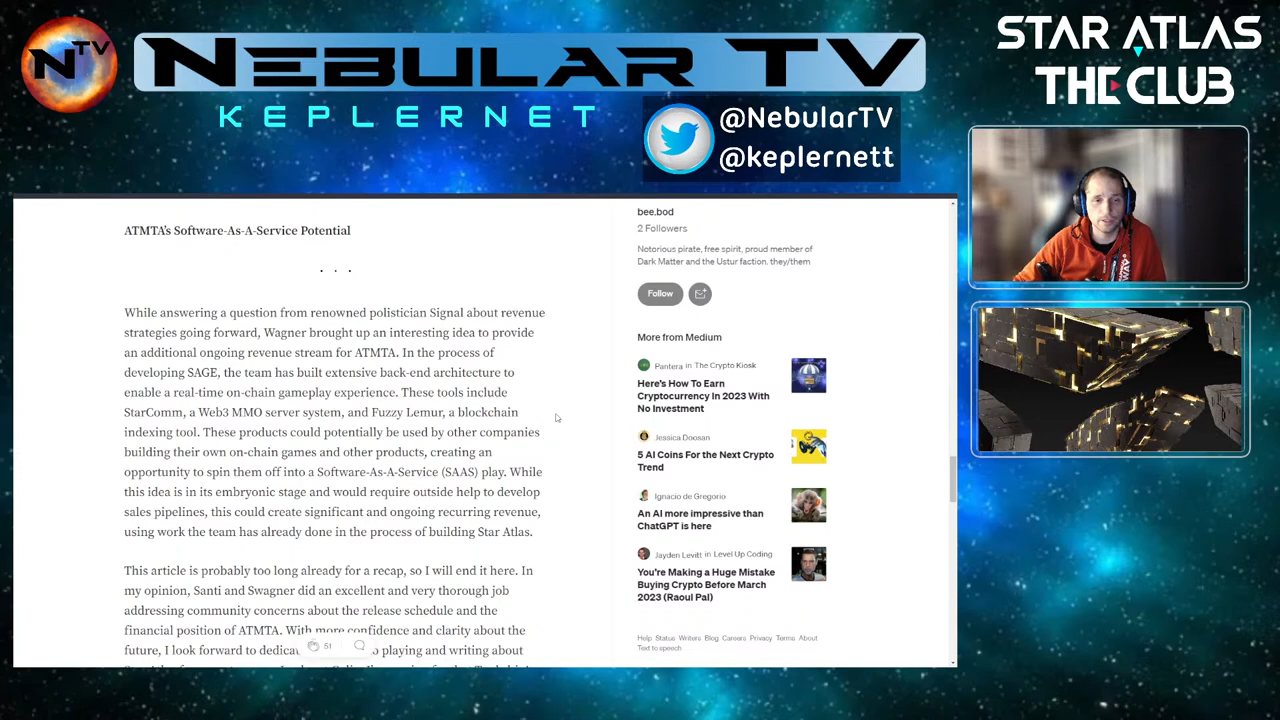 NTV
NEBULAR TV
KEPLERNET
@NebularTV
@keplernett
STAR ATLAS
THE CLUB
ATMTA's Software-As-A-Service Potential
. . .
While answering a question from renowned polistician Signal about revenue
strategies going forward, Wagner brought up an interesting idea to provide
an additional ongoing revenue stream for ATMTA. In the process of
developing SAGE, the team has built extensive back-end architecture to
enable a real-time on-chain gameplay experience. These tools include
StarComm, a Web3 MMO server system, and Fuzzy Lemur, a blockchain
indexing tool. These products could potentially be used by other companies
building their own on-chain games and other products, creating an
opportunity to spin them off into a Software-As-A-Service (SAAS) play. While
this idea is in its embryonic stage and would require outside help to develop
sales pipelines, this could create significant and ongoing recurring revenue,
using work the team has already done in the process of building Star Atlas.
This article is probably too long already for a recap, so I will end it here. In
my opinion, Santi and Swagner did an excellent and very thorough job
addressing community concerns about the release schedule and the
financial position of ATMTA. With more confidence and clarity about the
future, I look forward to playing and writing about
51
bee.bod
2 Followers
Notorious pirate, free spirit, proud member of
Dark Matter and the Ustur faction. they/them
Follow
More from Medium
Pantera in The Crypto Kiosk
Here's How To Earn
Cryptocurrency In 2023 With
No Investment
Jessica Doosan
5 AI Coins For the Next Crypto
Trend
Ignacio de Gregorio
An AI more impressive than
ChatGPT is here
Jayden Levitt in Level Up Coding
You're Making a Huge Mistake
Buying Crypto Before March
2023 (Raoul Pal)
Help Status Writers Blog Careers Privacy Terms About
Text to speech